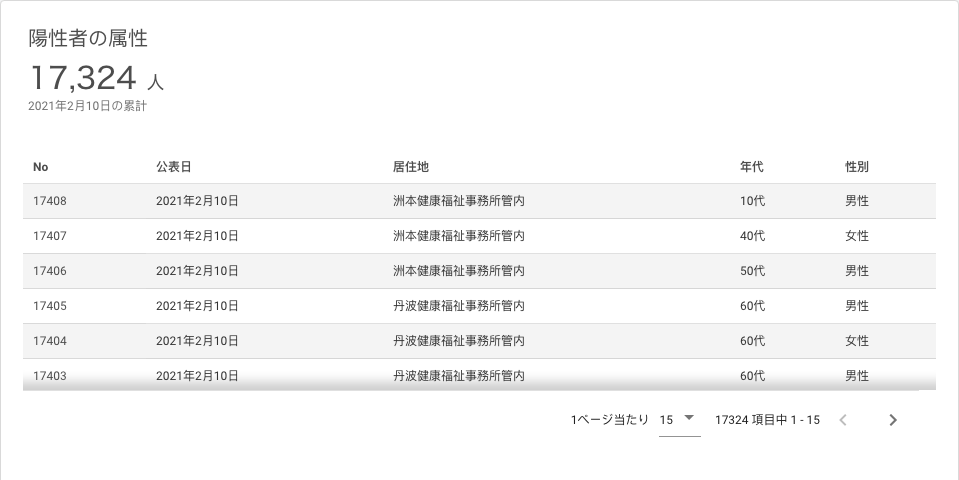 陽性者の属性
17,324 人
2021年2月10日の累計
No 公表日 居住地 年代 性別
17408 2021年2月10日 洲本健康福祉事務所管内 10代 男性
17407 2021年2月10日 洲本健康福祉事務所管内 40代 女性
17406 2021年2月10日 洲本健康福祉事務所管内 50代 男性
17405 2021年2月10日 丹波健康福祉事務所管内 60代 男性
17404 2021年2月10日 丹波健康福祉事務所管内 60代 女性
17403 2021年2月10日 丹波健康福祉事務所管内 60代 男性
1ページ当たり 15 17324 項目中 1 - 15